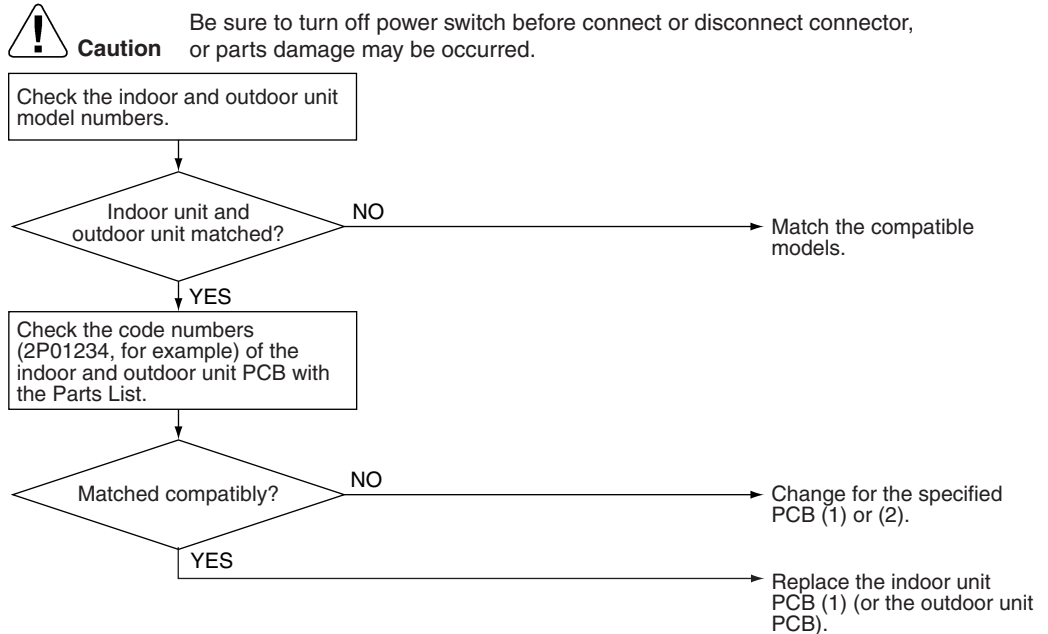 Be sure to turn off power switch before connect or disconnect connector,
Caution or parts damage may be occurred.
Check the indoor and outdoor unit
model numbers.
Indoor unit and
outdoor unit matched?
NO
Match the compatible
models.
YES
Check the code numbers
(2P01234, for example) of the
indoor and outdoor unit PCB with
the Parts List.
Matched compatibly?
NO
Change for the specified
PCB (1) or (2).
YES
Replace the indoor unit
PCB (1) (or the outdoor unit
PCB).